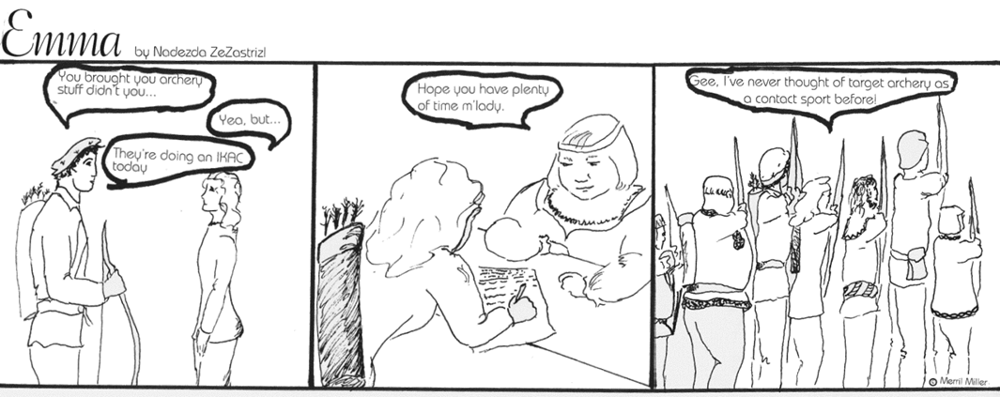 Emma by Nadezda ZeZastrizl
You brought you archery
stuff didn't you...
Yea, but...
They're doing an IKAC
today
Hope you have plenty
of time m'lady.
Gee, I've never thought of target archery as
a contact sport before!
© Merril Miller